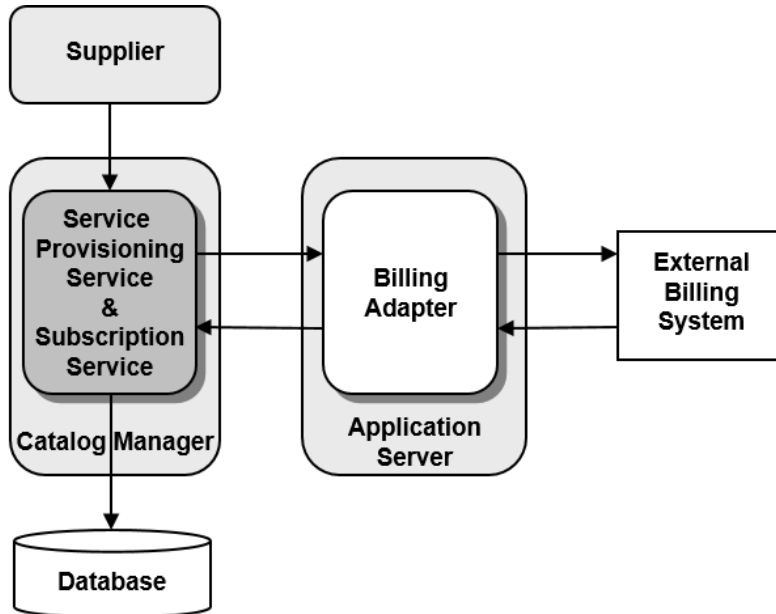 Supplier
Service
Provisioning
Service
&
Subscription
Service
Catalog Manager
Billing
Adapter
Application
Server
External
Billing
System
Database